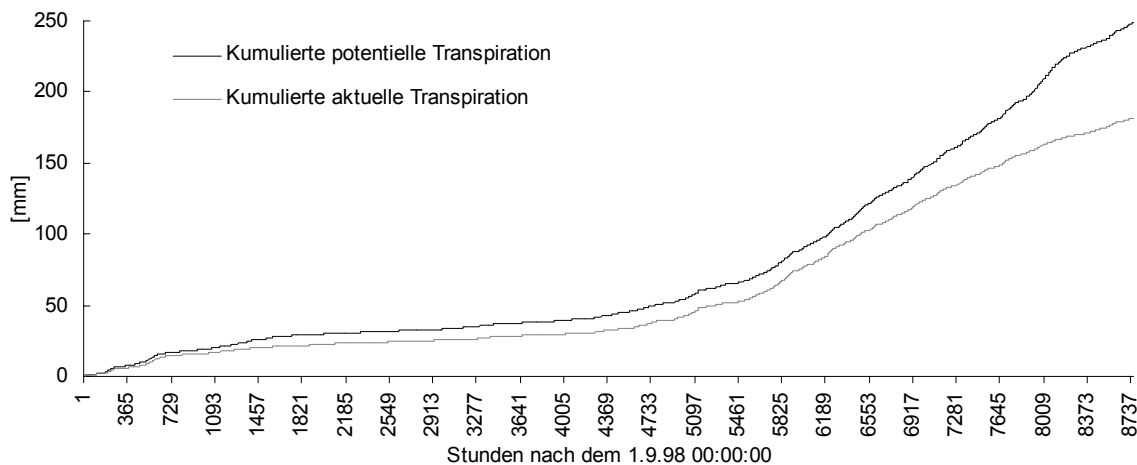 250
200
150
100
50
0
[mm]
Kumulierte potentielle Transpiration
Kumulierte aktuelle Transpiration
1 365 729 1093 1457 1821 2185 2549 2913 3277 3641 4005 4369 4733 5097 5461 5825 6189 6553 6917 7281 7645 8009 8373 8737
Stunden nach dem 1.9.98 00:00:00